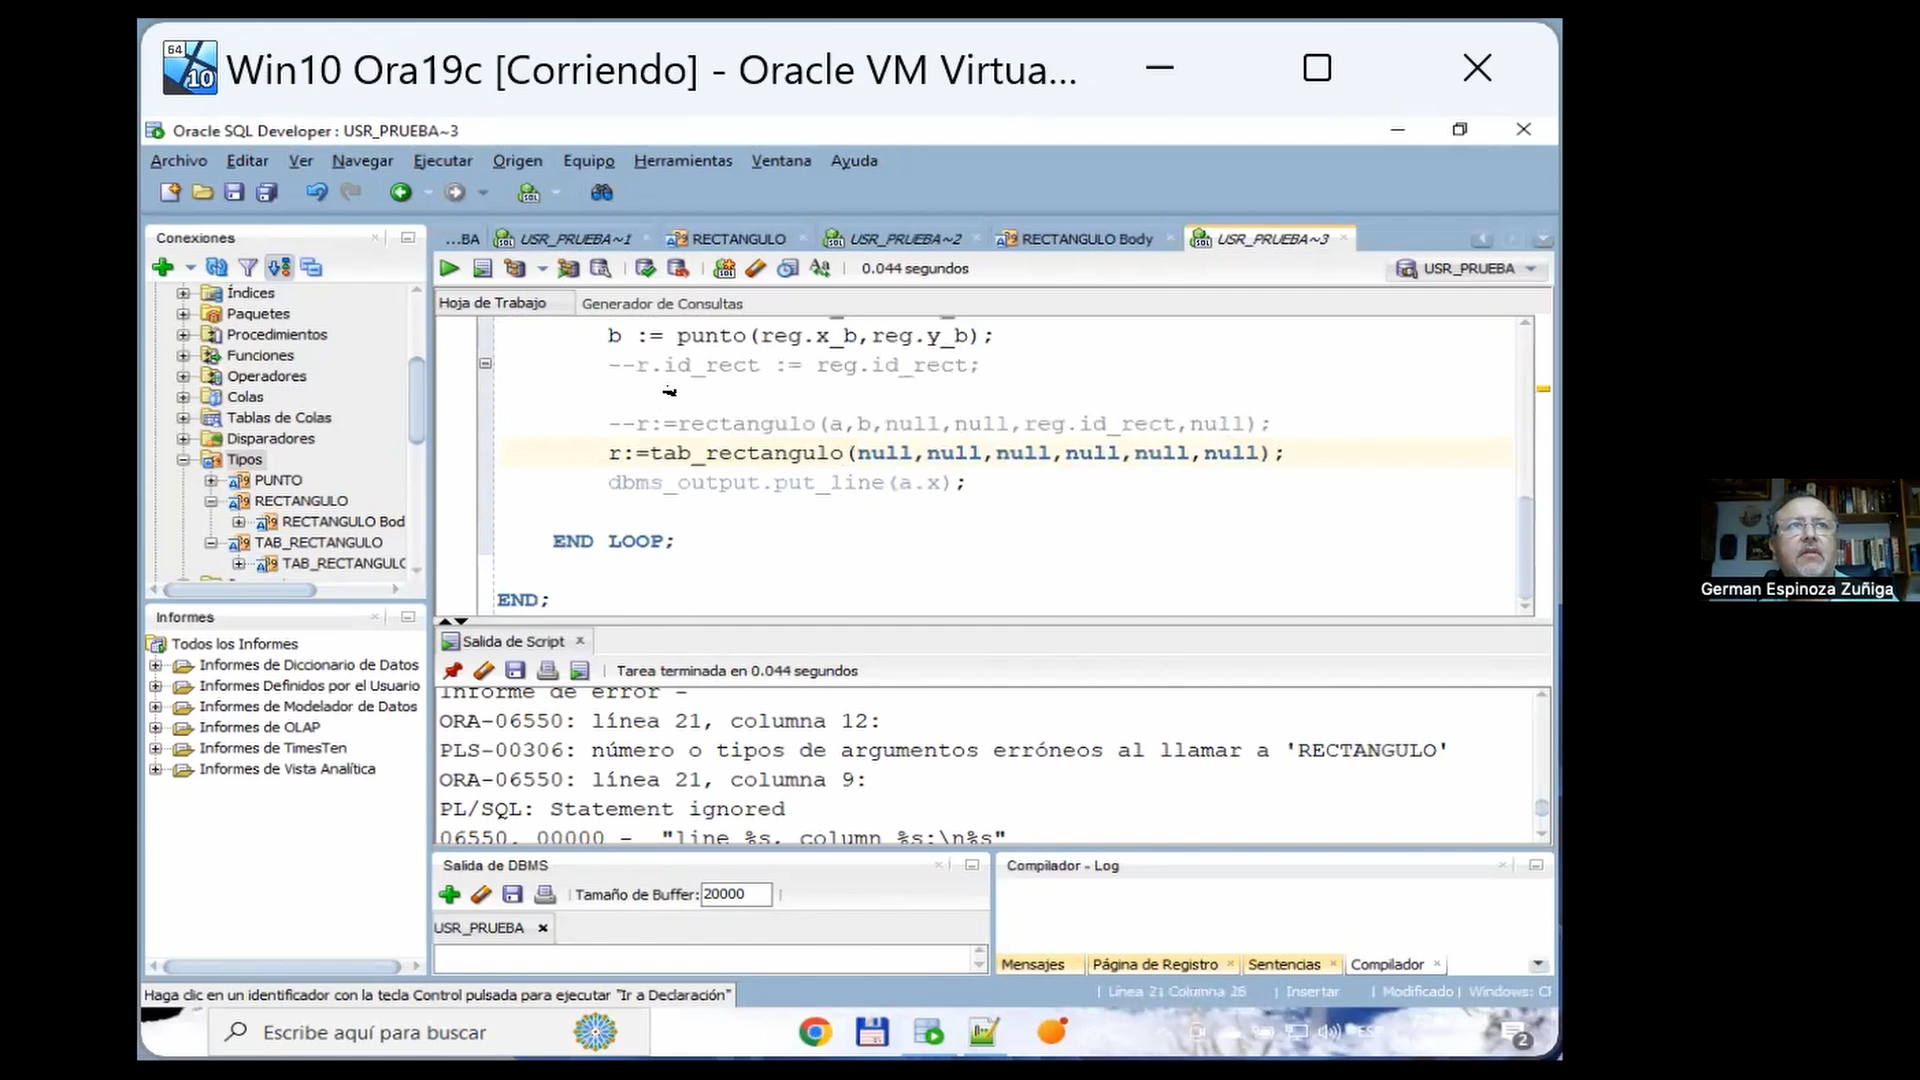 64
10
Win10 Ora19c [Corriendo] - Oracle VM Virtua...
Oracle SQL Developer : USR_PRUEBA~3
Archivo Editar Ver Navegar Ejecutar Origen Equipo Herramientas Ventana Ayuda
Conexiones
...BA USR_PRUEBA~1 RECTANGULO USR_PRUEBA~2 RECTANGULO Body USR_PRUEBA~3
0.044 segundos
USR_PRUEBA
Hoja de Trabajo Generador de Consultas
Índices
Paquetes
Procedimientos
Funciones
Operadores
Colas
Tablas de Colas
Disparadores
Tipos
PUNTO
RECTANGULO
RECTANGULO Bod
TAB_RECTANGULO
TAB_RECTANGULO
b := punto(reg.x_b,reg.y_b);
--r.id_rect := reg.id_rect;
--r:=rectangulo(a,b,null,null,reg.id_rect,null);
r:=tab_rectangulo(null,null,null,null,null,null);
dbms_output.put_line(a.x);
END LOOP;
END;
Informes
Todos los Informes
Informes de Diccionario de Datos
Informes Definidos por el Usuario
Informes de Modelador de Datos
Informes de OLAP
Informes de TimesTen
Informes de Vista Analítica
Salida de Script
Tarea terminada en 0.044 segundos
Informe de error -
ORA-06550: línea 21, columna 12:
PLS-00306: número o tipos de argumentos erróneos al llamar a 'RECTANGULO'
ORA-06550: línea 21, columna 9:
PL/SQL: Statement ignored
06550. 00000 - "line %s, column %s:\n%s"
Salida de DBMS
Tamaño de Buffer: 20000
USR_PRUEBA
Compilador - Log
Mensajes Página de Registro Sentencias Compilador
Haga clic en un identificador con la tecla Control pulsada para ejecutar "Ir a Declaración"
Línea 21 Columna 26 Insertar Modificado Windows: CR
Escribe aquí para buscar
2
German Espinoza Zuñiga